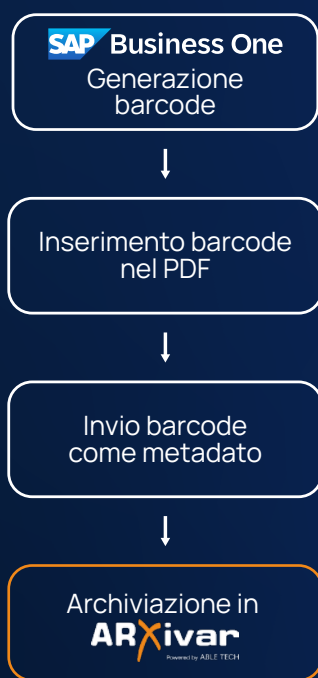 SAP Business One
Generazione
barcode
Inserimento barcode
nel PDF
Invio barcode
come metadato
Archiviazione in
ARXivar
Powered by ABLE TECH